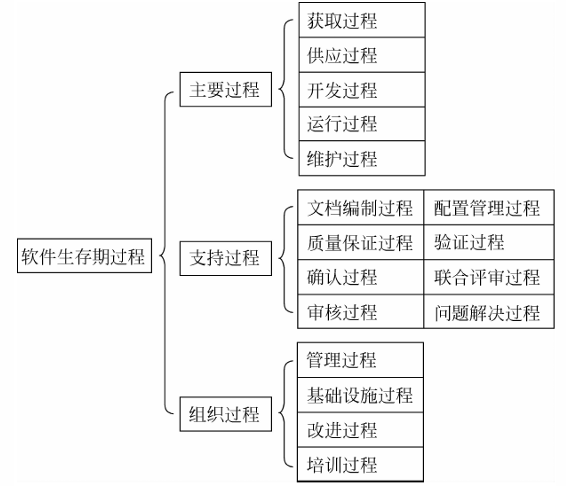 软件生存期过程
主要过程
获取过程
供应过程
开发过程
运行过程
维护过程
支持过程
文档编制过程 配置管理过程
质量保证过程 验证过程
确认过程 联合评审过程
审核过程 问题解决过程
组织过程
管理过程
基础设施过程
改进过程
培训过程